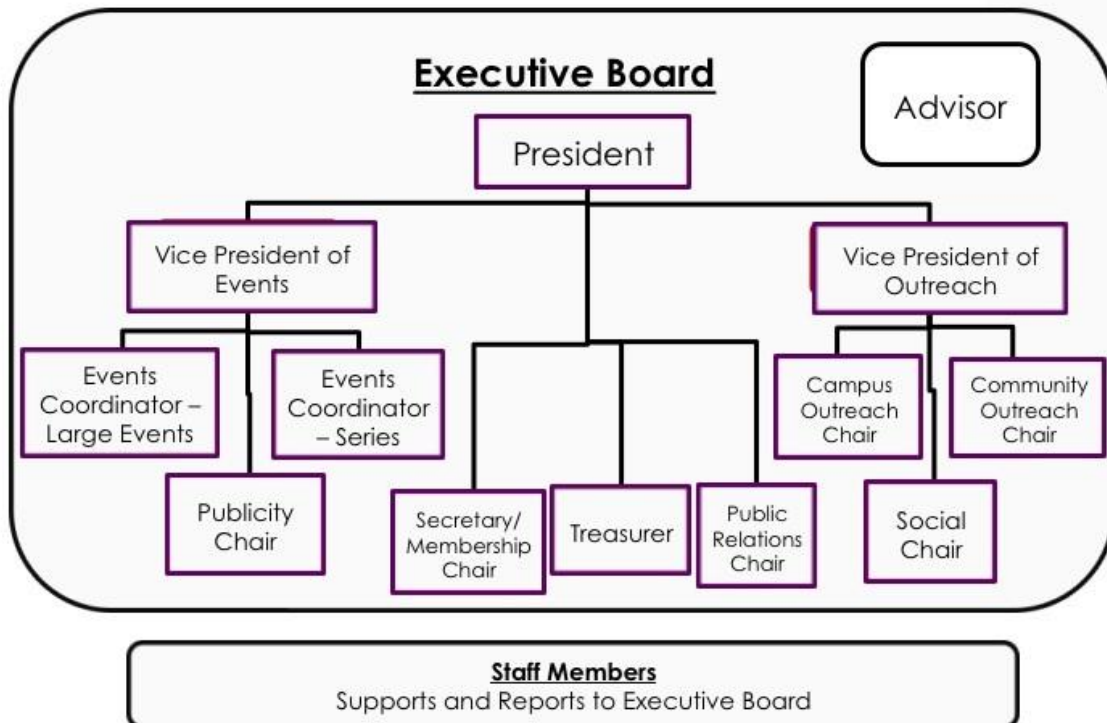 Executive Board
Advisor
President
Vice President of
Events
Vice President of
Outreach
Events
Coordinator –
Large Events
Events
Coordinator
– Series
Campus
Outreach
Chair
Community
Outreach
Chair
Publicity
Chair
Secretary/
Membership
Chair
Treasurer
Public
Relations
Chair
Social
Chair
Staff Members
Supports and Reports to Executive Board